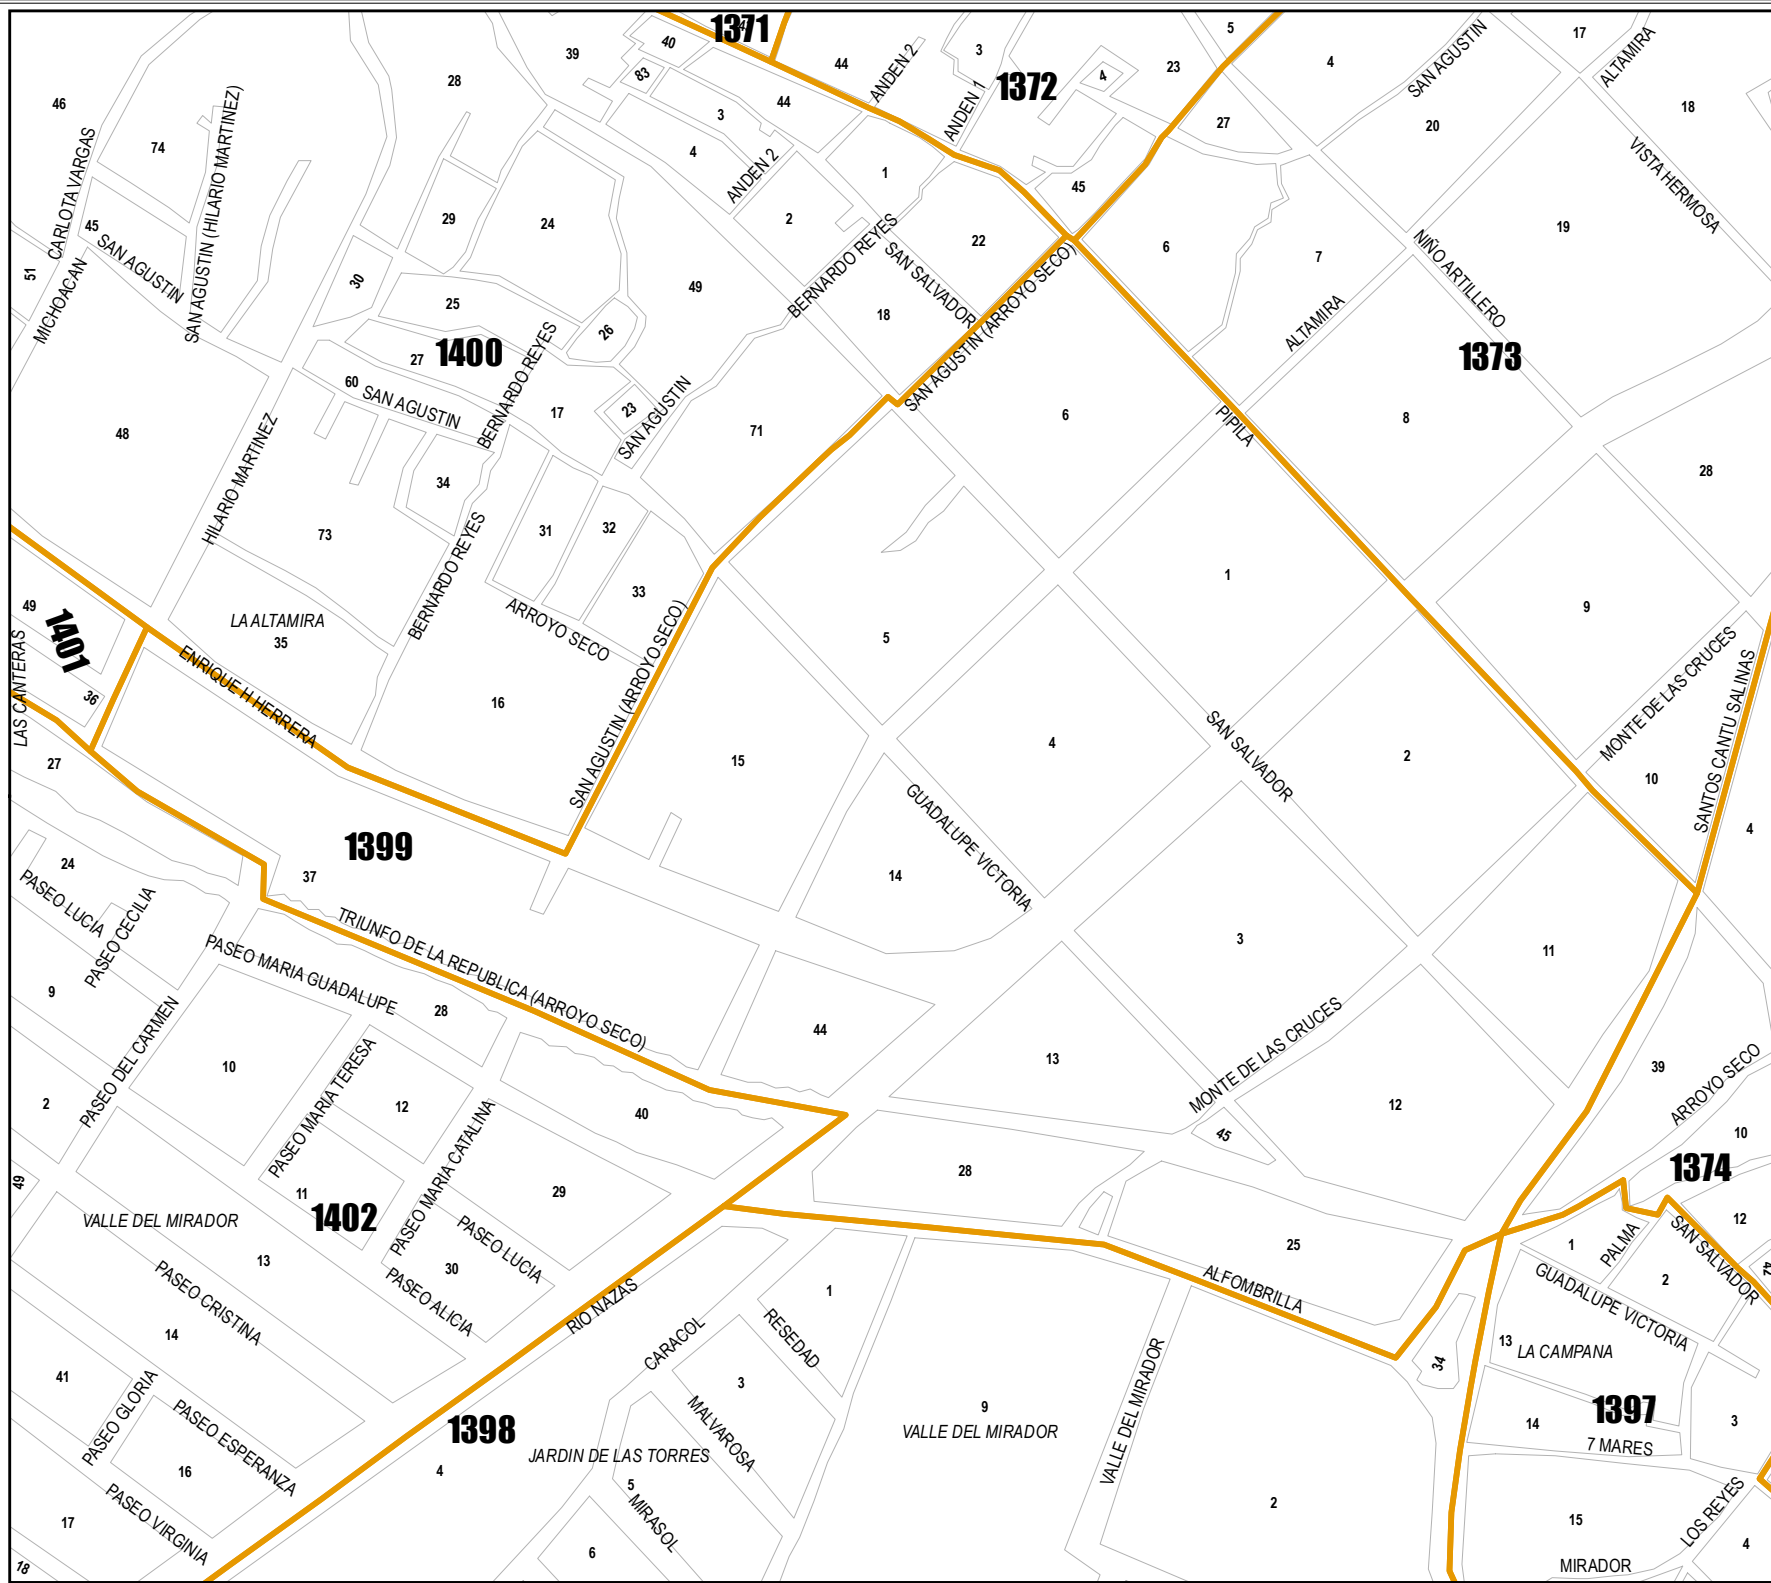 1371
1372
1373
1400
1401
1399
1402
1398
1374
1397
46
74
28
39
40
83
3
44
44
ANDEN 2
3
ANDEN 1
4
23
5
4
SAN AGUSTIN
17
ALTAMIRA
18
20
27
VISTA HERMOSA
CARLOTA VARGAS
SAN AGUSTIN (HILARIO MARTINEZ)
45
SAN AGUSTIN
51
MICHOACAN
29
30
24
4
ANDEN 2
2
1
BERNARDO REYES
SAN SALVADOR
22
45
6
7
NIÑO ARTILLERO
19
25
26
49
18
SAN AGUSTIN (ARROYO SECO)
ALTAMIRA
27
60
SAN AGUSTIN
BERNARDO REYES
17
23
SAN AGUSTIN
71
6
PIPILA
8
28
48
HILARIO MARTINEZ
34
73
31
32
33
BERNARDO REYES
ARROYO SECO
1
9
49
LA ALTAMIRA
35
LAS CANTERAS
36
ENRIQUE H HERRERA
16
SAN AGUSTIN (ARROYO SECO)
5
15
4
SAN SALVADOR
2
MONTE DE LAS CRUCES
10
SANTOS CANTU SALINAS
4
27
24
PASEO LUCIA
PASEO CECILIA
37
TRIUNFO DE LA REPUBLICA (ARROYO SECO)
14
GUADALUPE VICTORIA
3
11
9
PASEO MARIA GUADALUPE
28
44
13
MONTE DE LAS CRUCES
12
39
ARROYO SECO
10
2
PASEO DEL CARMEN
10
PASEO MARIA TERESA
12
PASEO MARIA CATALINA
40
45
28
49
11
29
VALLE DEL MIRADOR
13
PASEO LUCIA
30
PASEO ALICIA
PASEO CRISTINA
14
RIO NAZAS
25
ALFOMBRILLA
1
PALMA
2
SAN SALVADOR
12
42
GUADALUPE VICTORIA
13
LA CAMPANA
34
41
PASEO GLORIA
PASEO ESPERANZA
16
PASEO VIRGINIA
17
18
CARACOL
RESEDAD
1
3
MALVAROSA
4
JARDIN DE LAS TORRES
5
MIRASOL
6
9
VALLE DEL MIRADOR
VALLE DEL MIRADOR
2
14
7 MARES
3
15
LOS REYES
4
MIRADOR